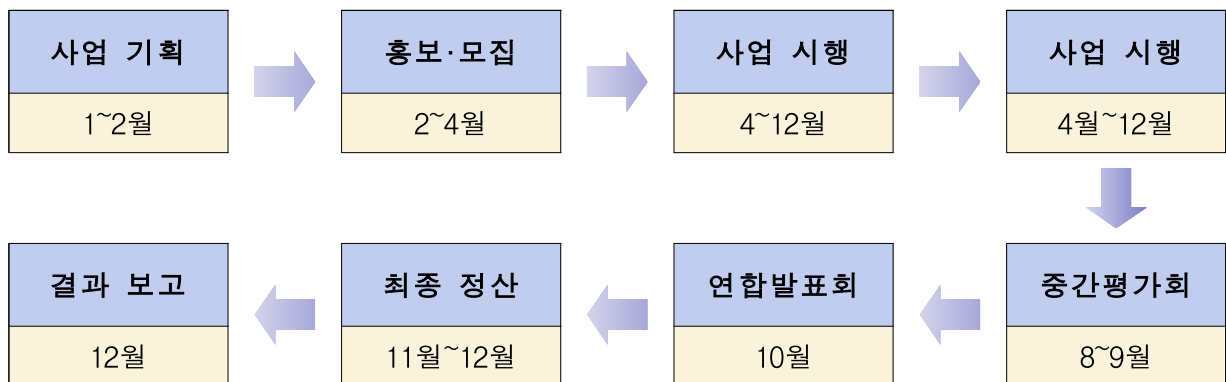 사업 기획
1~2월
홍보·모집
2~4월
사업 시행
4~12월
사업 시행
4월~12월
중간평가회
8~9월
연합발표회
10월
최종 정산
11월~12월
결과 보고
12월